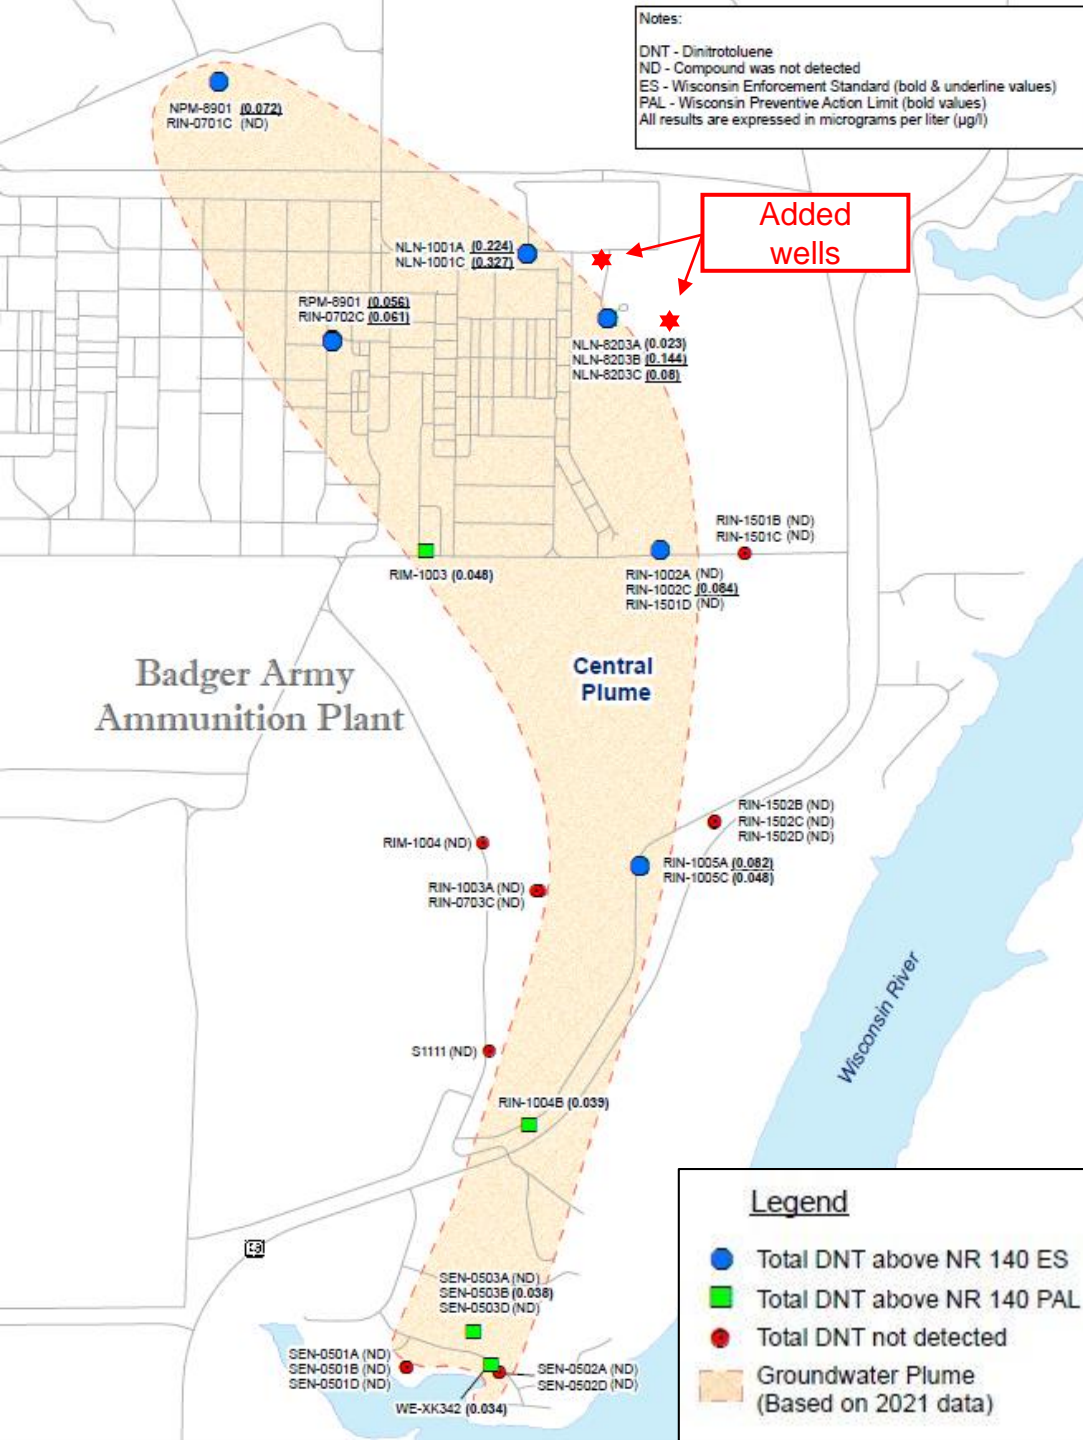 Notes:
DNT - Dinitrotoluene
ND - Compound was not detected
ES - Wisconsin Enforcement Standard (bold & underline values)
PAL - Wisconsin Preventive Action Limit (bold values)
All results are expressed in micrograms per liter (µg/l)
NPM-8901 (0.072)
RIN-0701C (ND)
Added
wells
NLN-1001A (0.224)
NLN-1001C (0.327)
RPM-8901 (0.056)
RIN-0702C (0.061)
NLN-8203A (0.023)
NLN-8203B (0.144)
NLN-8203C (0.08)
RIN-1501B (ND)
RIN-1501C (ND)
RIM-1003 (0.048)
RIN-1002A (ND)
RIN-1002C (0.084)
RIN-1501D (ND)
Badger Army
Ammunition Plant
Central
Plume
RIN-1502B (ND)
RIN-1502C (ND)
RIN-1502D (ND)
RIM-1004 (ND)
RIN-1005A (0.082)
RIN-1005C (0.048)
RIN-1003A (ND)
RIN-0703C (ND)
Wisconsin River
S1111 (ND)
RIN-1004B (0.039)
SEN-0503A (ND)
SEN-0503B (0.038)
SEN-0503D (ND)
SEN-0501A (ND)
SEN-0501B (ND)
SEN-0501D (ND)
SEN-0502A (ND)
SEN-0502D (ND)
WE-XK342 (0.034)
Legend
Total DNT above NR 140 ES
Total DNT above NR 140 PAL
Total DNT not detected
Groundwater Plume
(Based on 2021 data)